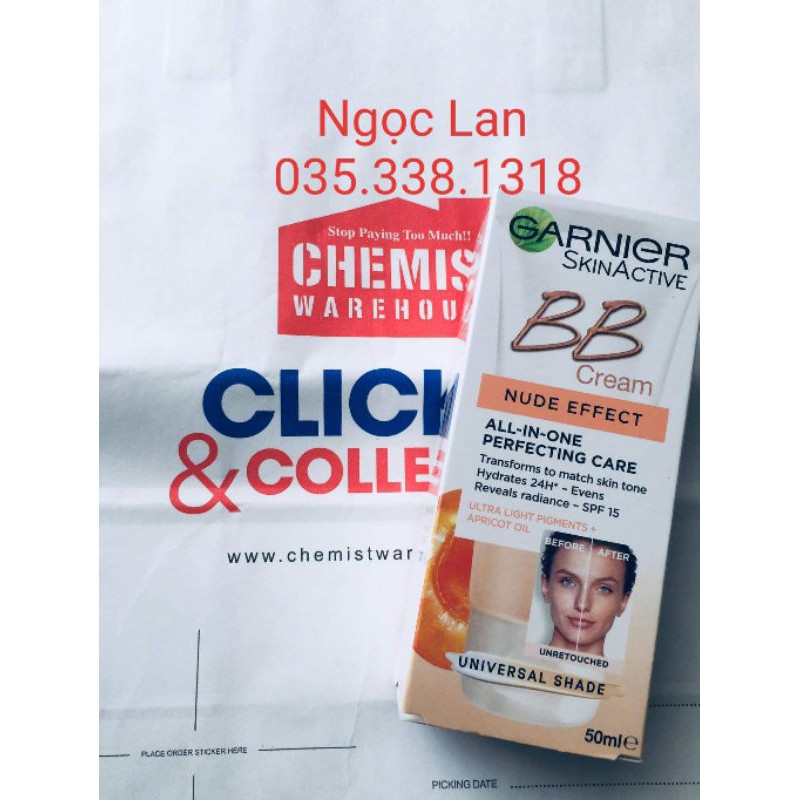 Ngọc Lan
035.338.1318
Stop Paying Too Much!!
CHEMIS
WAREHOU
CLICK
& COLLE
www.chemistwar
PLACE ORDER STICKER HERE
PICKING DATE
GARNIER
SKINACTIVE
BB
Cream
NUDE EFFECT
ALL-IN-ONE
PERFECTING CARE
Transforms to match skin tone
Hydrates 24H* - Evens
Reveals radiance - SPF 15
ULTRA LIGHT PIGMENTS +
APRICOT OIL
BEFORE AFTER
UNRETOUCHED
UNIVERSAL SHADE
50ml e